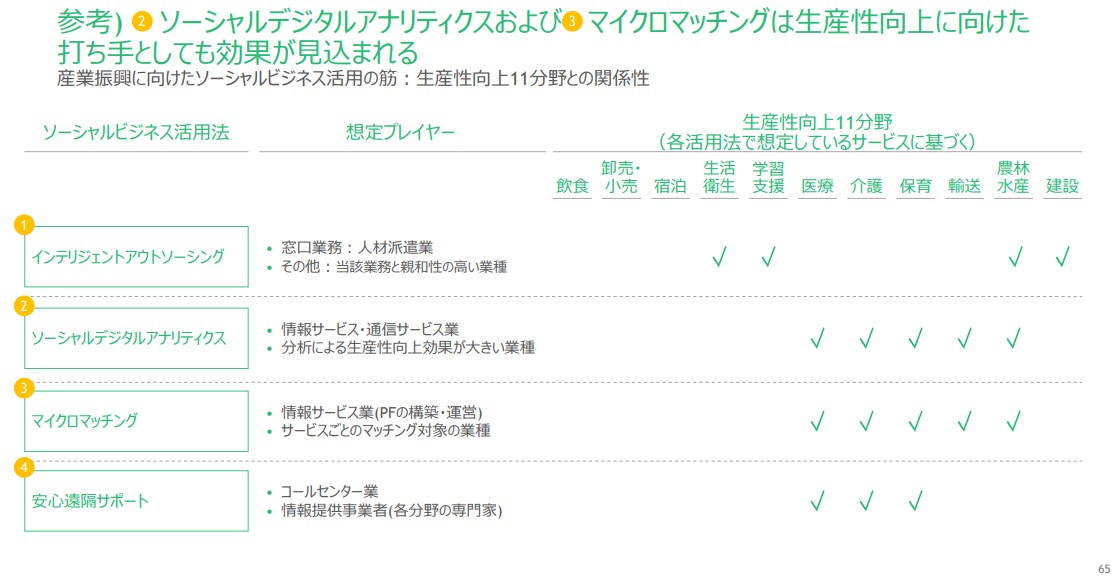 参考) 2 ソーシャルデジタルアナリティクスおよび3 マイクロマッチングは生産性向上に向けた
打ち手としても効果が見込まれる
産業振興に向けたソーシャルビジネス活用の筋：生産性向上11分野との関係性
ソーシャルビジネス活用法
想定プレイヤー
生産性向上11分野
（各活用法で想定しているサービスに基づく）
飲食
卸売・
小売
宿泊
生活
衛生
学習
支援
医療
介護
保育
輸送
農林
水産
建設
1
インテリジェントアウトソーシング
• 窓口業務：人材派遣業
• その他：当該業務と親和性の高い業種
√ √ √ √
2
ソーシャルデジタルアナリティクス
• 情報サービス・通信サービス業
• 分析による生産性向上効果が大きい業種
√ √ √ √ √
3
マイクロマッチング
• 情報サービス業(PFの構築・運営)
• サービスごとのマッチング対象の業種
√ √ √ √ √
4
安心遠隔サポート
• コールセンター業
• 情報提供事業者(各分野の専門家)
√ √ √
65